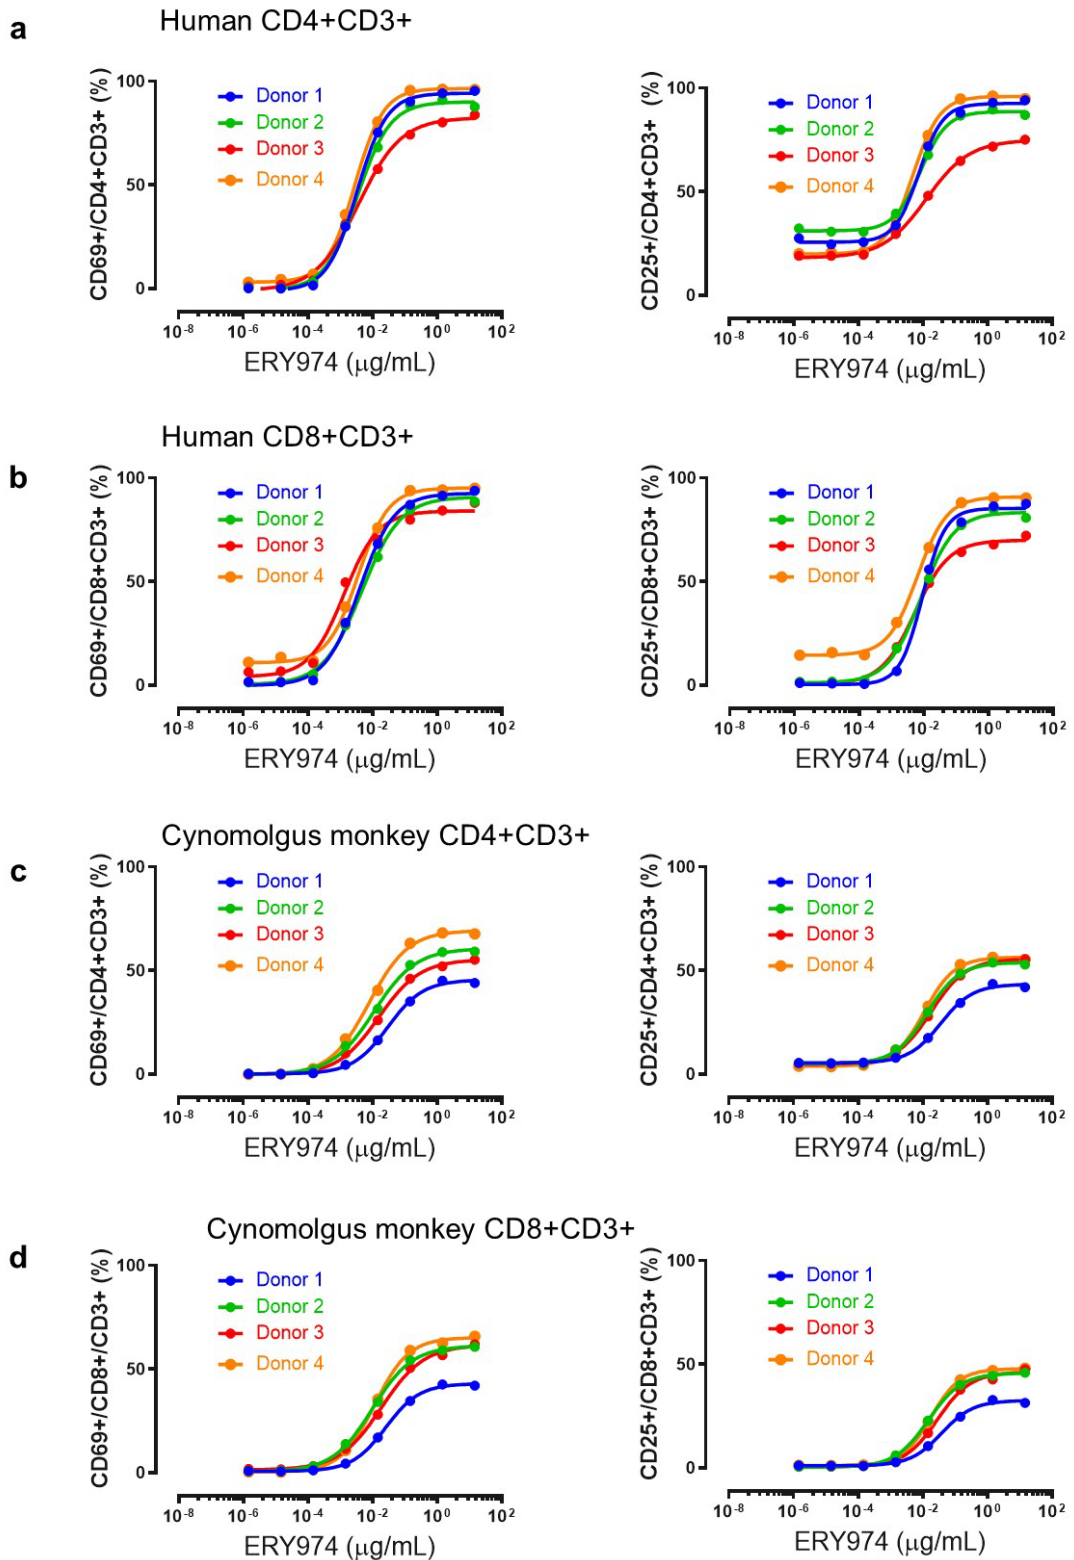 a
Human CD4+CD3+
CD69+/CD4+CD3+ (%)
100
50
0
Donor 1
Donor 2
Donor 3
Donor 4
10-8 10-6 10-4 10-2 100 102
ERY974 (μg/mL)
CD25+/CD4+CD3+ (%)
100
50
0
Donor 1
Donor 2
Donor 3
Donor 4
10-8 10-6 10-4 10-2 100 102
ERY974 (μg/mL)
b
Human CD8+CD3+
CD69+/CD8+CD3+ (%)
100
50
0
Donor 1
Donor 2
Donor 3
Donor 4
10-8 10-6 10-4 10-2 100 102
ERY974 (μg/mL)
CD25+/CD8+CD3+ (%)
100
50
0
Donor 1
Donor 2
Donor 3
Donor 4
10-8 10-6 10-4 10-2 100 102
ERY974 (μg/mL)
c
Cynomolgus monkey CD4+CD3+
CD69+/CD4+CD3+ (%)
100
50
0
Donor 1
Donor 2
Donor 3
Donor 4
10-8 10-6 10-4 10-2 100 102
ERY974 (μg/mL)
CD25+/CD4+CD3+ (%)
100
50
0
Donor 1
Donor 2
Donor 3
Donor 4
10-8 10-6 10-4 10-2 100 102
ERY974 (μg/mL)
d
Cynomolgus monkey CD8+CD3+
CD69+/CD8+/CD3+ (%)
100
50
0
Donor 1
Donor 2
Donor 3
Donor 4
10-8 10-6 10-4 10-2 100 102
ERY974 (μg/mL)
CD25+/CD8+CD3+ (%)
100
50
0
Donor 1
Donor 2
Donor 3
Donor 4
10-8 10-6 10-4 10-2 100 102
ERY974 (μg/mL)